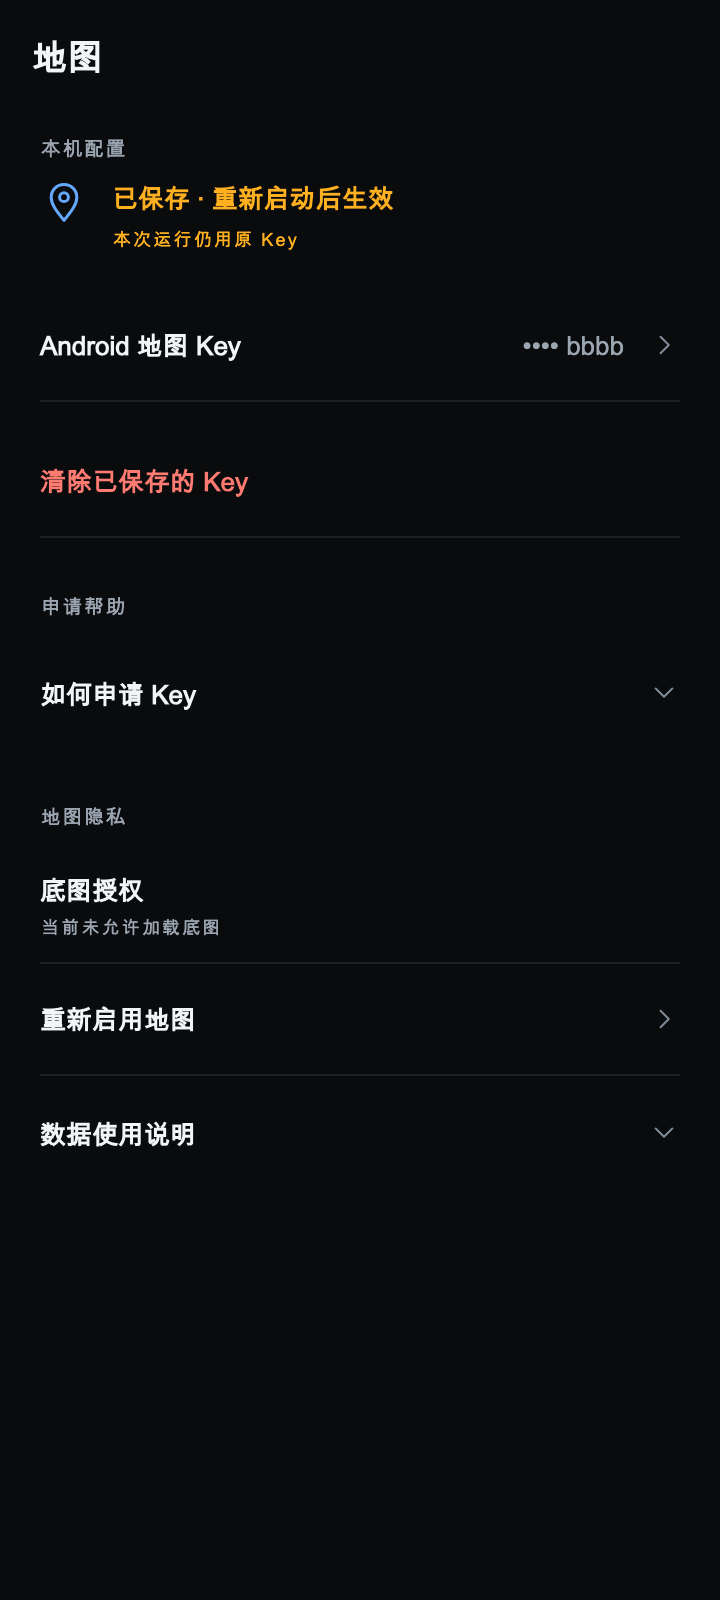 地图
本机配置
已保存 · 重新启动后生效
本次运行仍用原 Key
Android 地图 Key •••• bbbb
清除已保存的 Key
申请帮助
如何申请 Key
地图隐私
底图授权
当前未允许加载底图
重新启用地图
数据使用说明